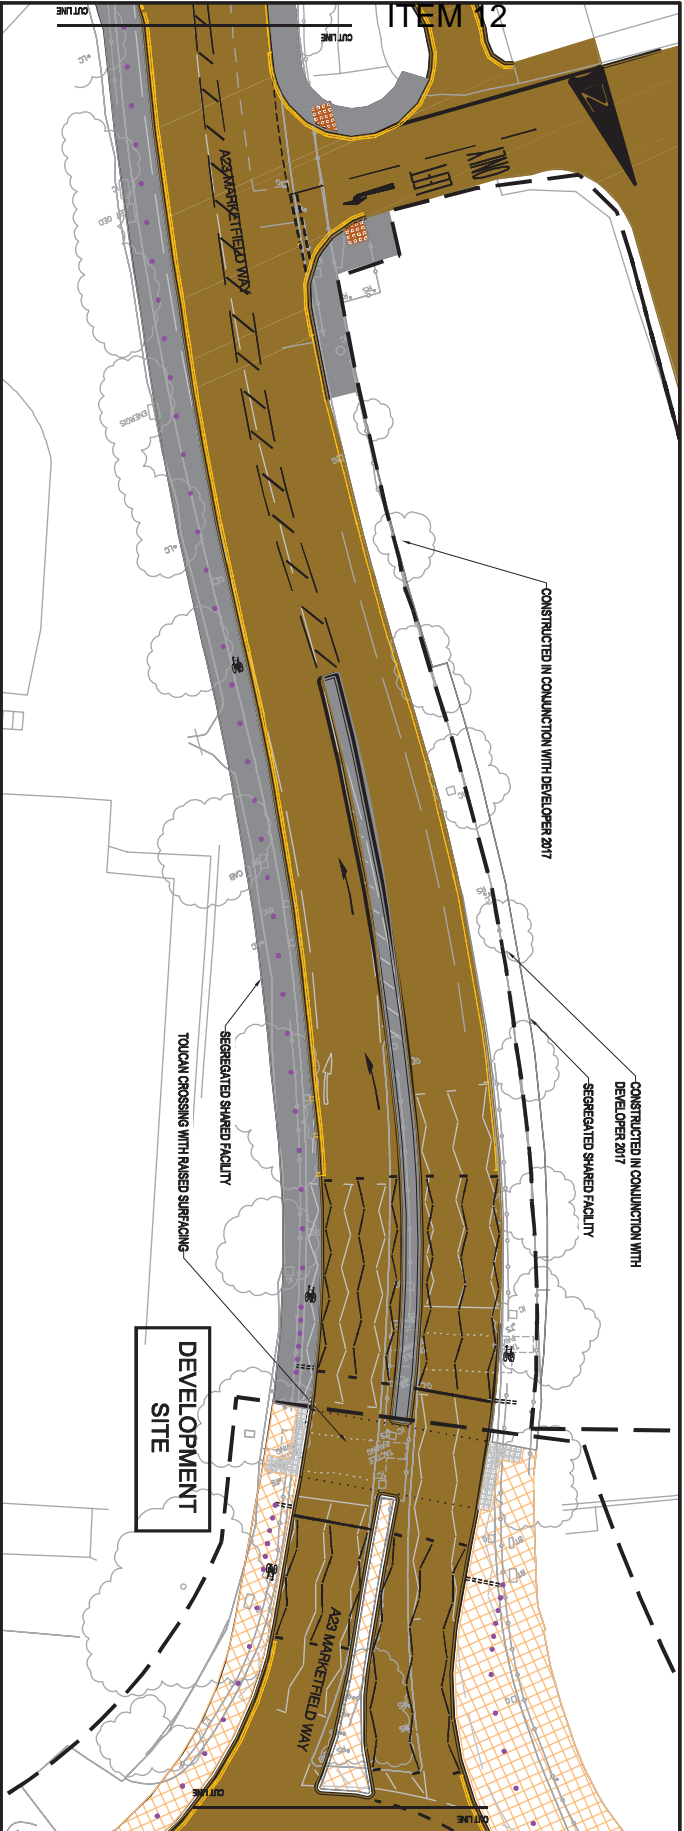 ITEM 12
CUT LINE
CUT LINE
A23 MARKETFIELD WAY
ENERGIS
CONSTRUCTED IN CONJUNCTION WITH DEVELOPER 2017
CAB
CONSTRUCTED IN CONJUNCTION WITH
DEVELOPER 2017
SEGREGATED SHARED FACILITY
SEGREGATED SHARED FACILITY
TOUCAN CROSSING WITH RAISED SURFACING
DEVELOPMENT
SITE
A23 MARKETFIELD WAY
CUT LINE
CUT LINE